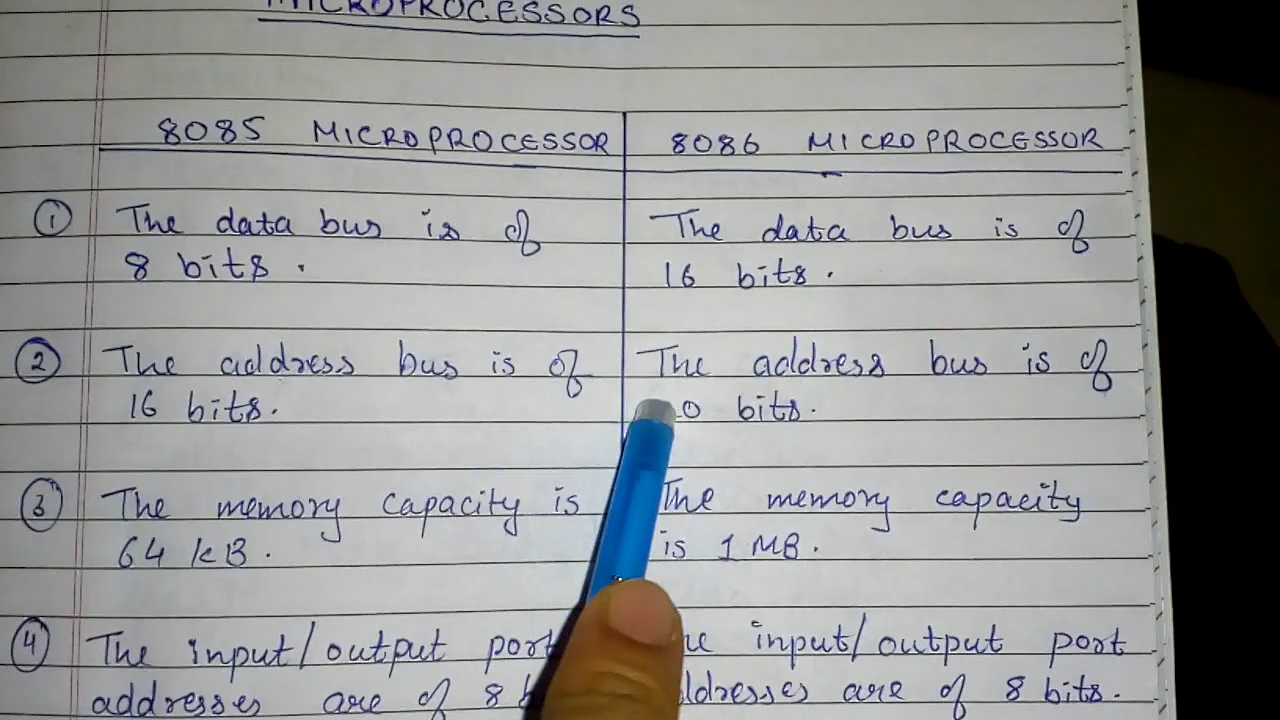 MICROPROCESSORS
8085 MICROPROCESSOR
① The data bus is of
8 bits.
② The address bus is of
16 bits.
③ The memory capacity is
64 kB.
④ The input/output port
addresses are of 8
8086 MICROPROCESSOR
The data bus is of
16 bits.
The address bus is of
bits.
The memory capacity
is 1 MB.
input/output port
are of 8 bits.